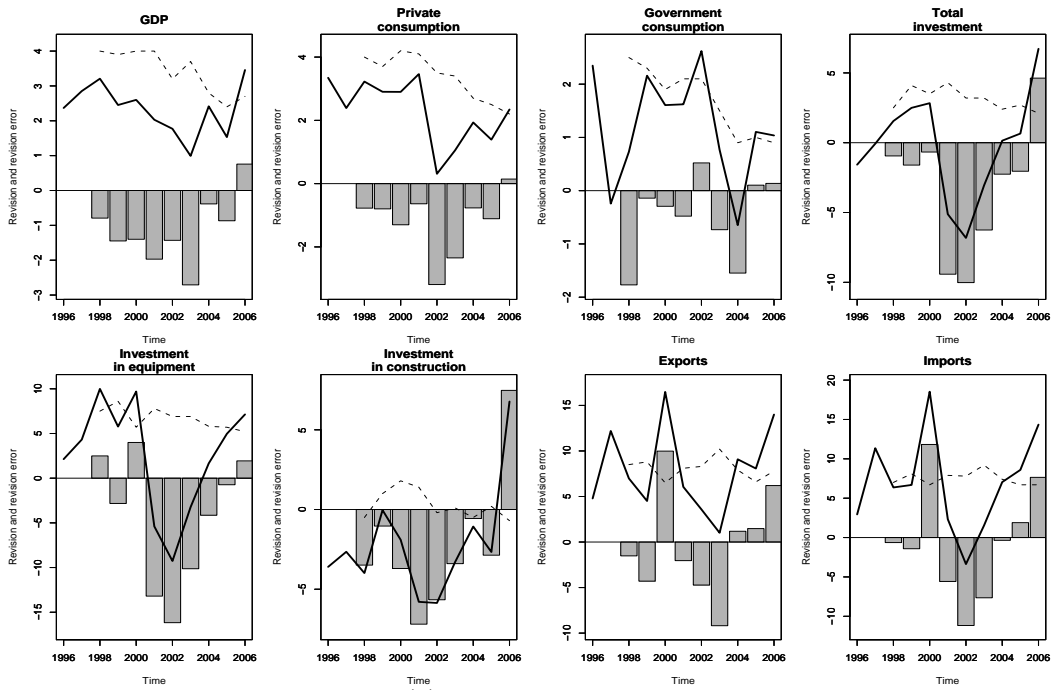 GDP
Revision and revision error
4
3
2
1
0
−1
−2
−3
1996 1998 2000 2002 2004 2006
Time
Private
consumption
Revision and revision error
4
2
0
−2
1996 1998 2000 2002 2004 2006
Time
Government
consumption
Revision and revision error
2
1
0
−1
−2
1996 1998 2000 2002 2004 2006
Time
Total
investment
Revision and revision error
5
0
−5
−10
1996 1998 2000 2002 2004 2006
Time
Investment
in equipment
Revision and revision error
10
5
0
−5
−10
−15
1996 1998 2000 2002 2004 2006
Time
Investment
in construction
Revision and revision error
5
0
−5
1996 1998 2000 2002 2004 2006
Time
Exports
Revision and revision error
15
10
5
0
−5
−10
1996 1998 2000 2002 2004 2006
Time
Imports
Revision and revision error
20
15
10
5
0
−5
−10
1996 1998 2000 2002 2004 2006
Time